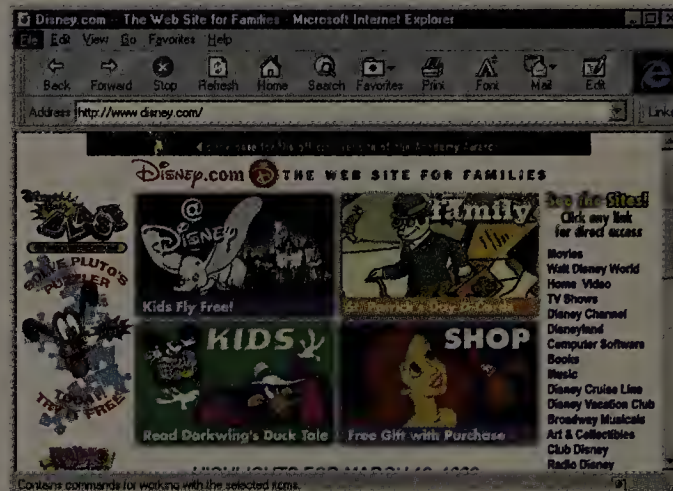 Disney.com -- The Web Site for Families - Microsoft Internet Explorer
File Edit View Go Favorites Help
Back Forward Stop Refresh Home Search Favorites Print Font Mail Edit
Address http://www.disney.com/ Links
Disney.com THE WEB SITE FOR FAMILIES
See the Sites!
Click any link
for direct access
@
Disney
Kids Fly Free!
family
SOLVE PLUTO'S
PUZZLER
FREE
KIDS
Read Darkwing's Duck Tale
SHOP
Free Gift with Purchase
Movies
Walt Disney World
Home Video
TV Shows
Disney Channel
Disneyland
Computer Software
Books
Music
Disney Cruise Line
Disney Vacation Club
Broadway Musicals
Art & Collectibles
Club Disney
Radio Disney
HIGHLIGHTS FOR MARCH
Contains commands for working with the selected items.